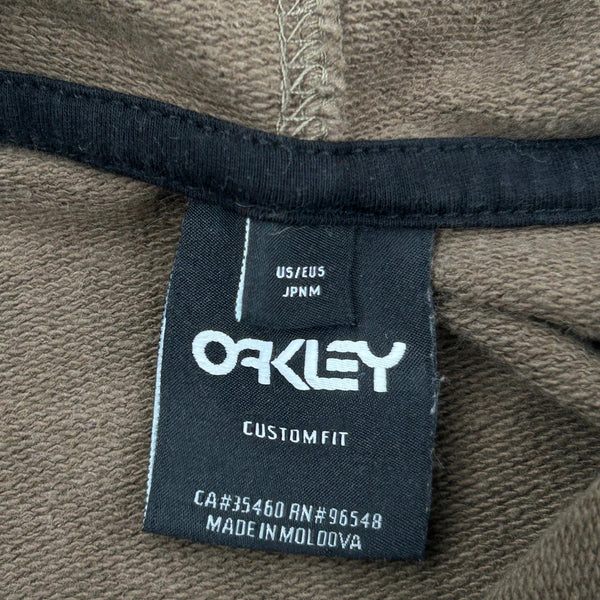 US/EUS
JPNM
OAKLEY
CUSTOM FIT
CA#35460 RN#96548
MADE IN MOLDOVA